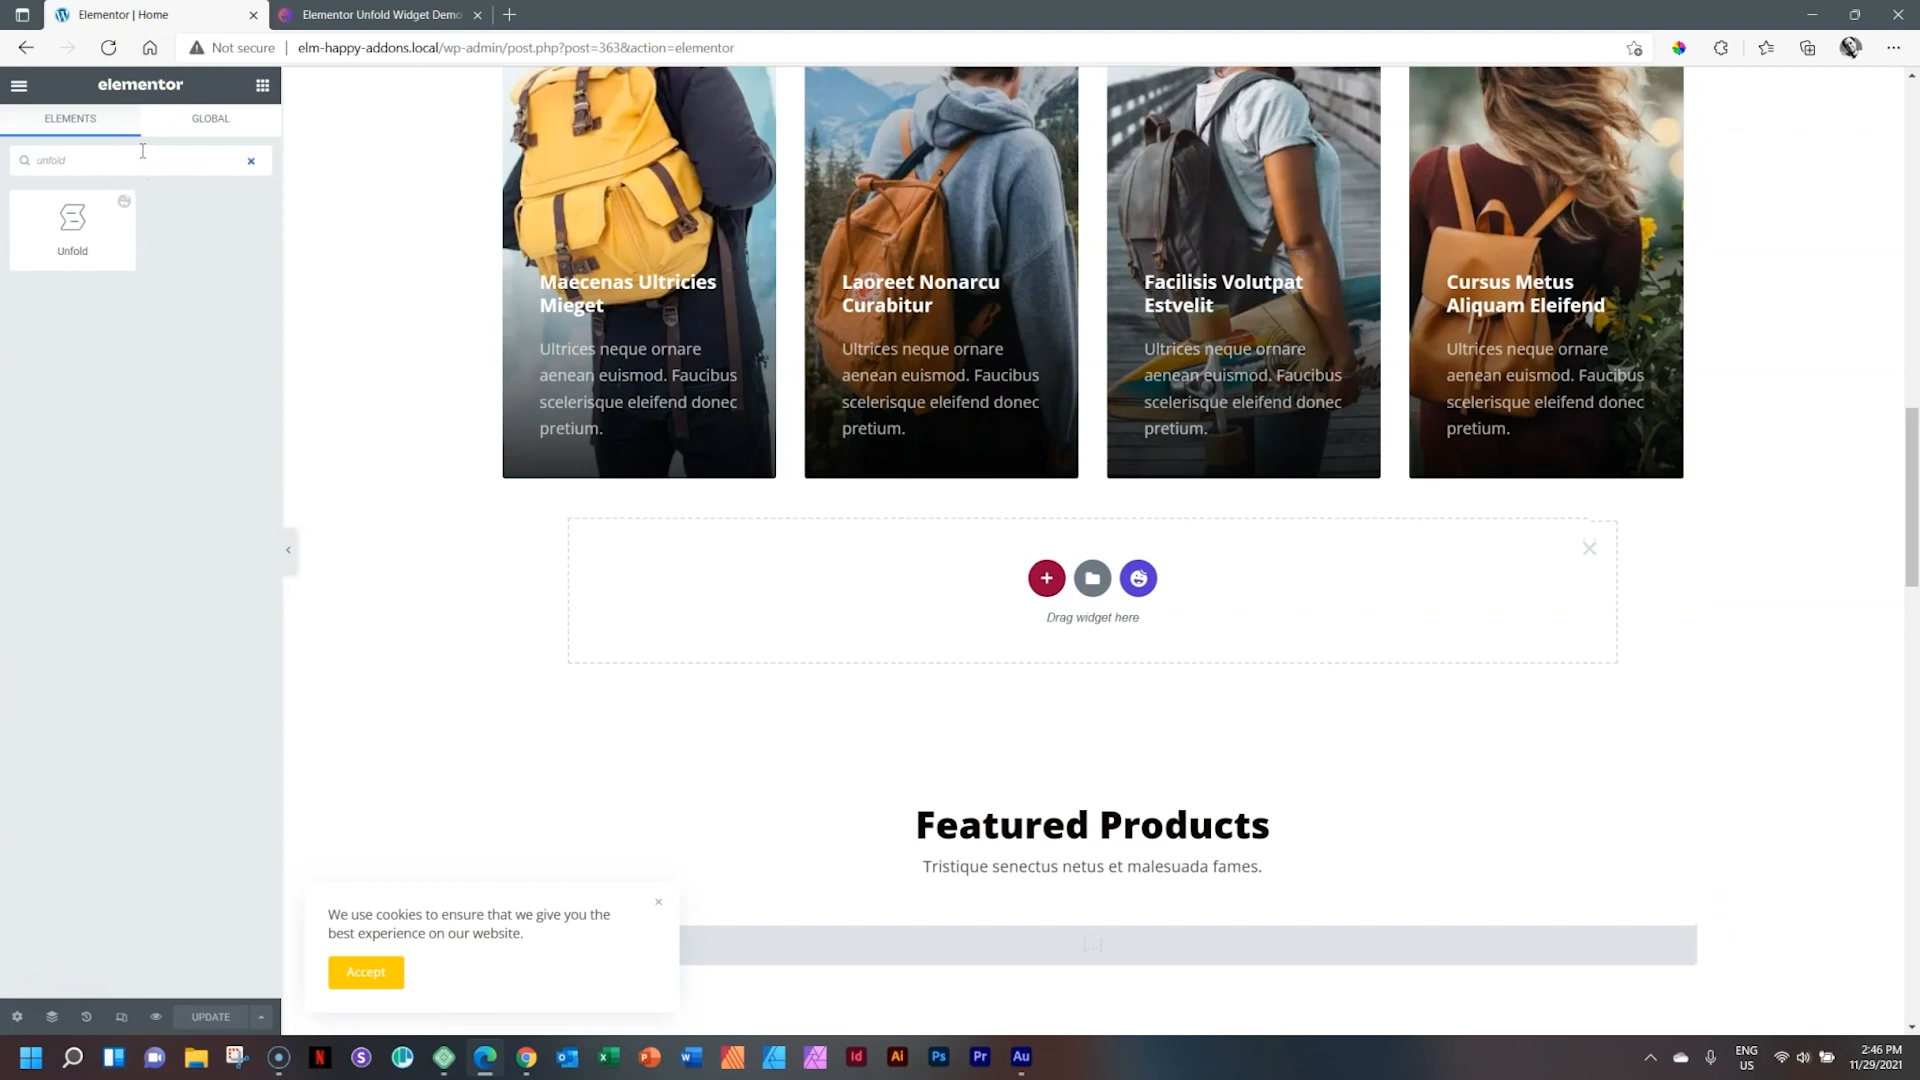 Elementor | Home
Elementor Unfold Widget Demo
Not secure
elm-happy-addons.local/wp-admin/post.php?post=363&action=elementor
elementor
ELEMENTS
GLOBAL
unfold
Unfold
Maecenas Ultricies
Mieget
Ultrices neque ornare
aenean euismod. Faucibus
scelerisque eleifend donec
pretium.
Laoreet Nonarcu
Curabitur
Ultrices neque ornare
aenean euismod. Faucibus
scelerisque eleifend donec
pretium.
Facilisis Volutpat
Estvelit
Ultrices neque ornare
aenean euismod. Faucibus
scelerisque eleifend donec
pretium.
Cursus Metus
Aliquam Eleifend
Ultrices neque ornare
aenean euismod. Faucibus
scelerisque eleifend donec
pretium.
Drag widget here
Featured Products
Tristique senectus netus et malesuada fames.
[...]
We use cookies to ensure that we give you the
best experience on our website.
Accept
UPDATE
ENG
US
2:46 PM
11/29/2021